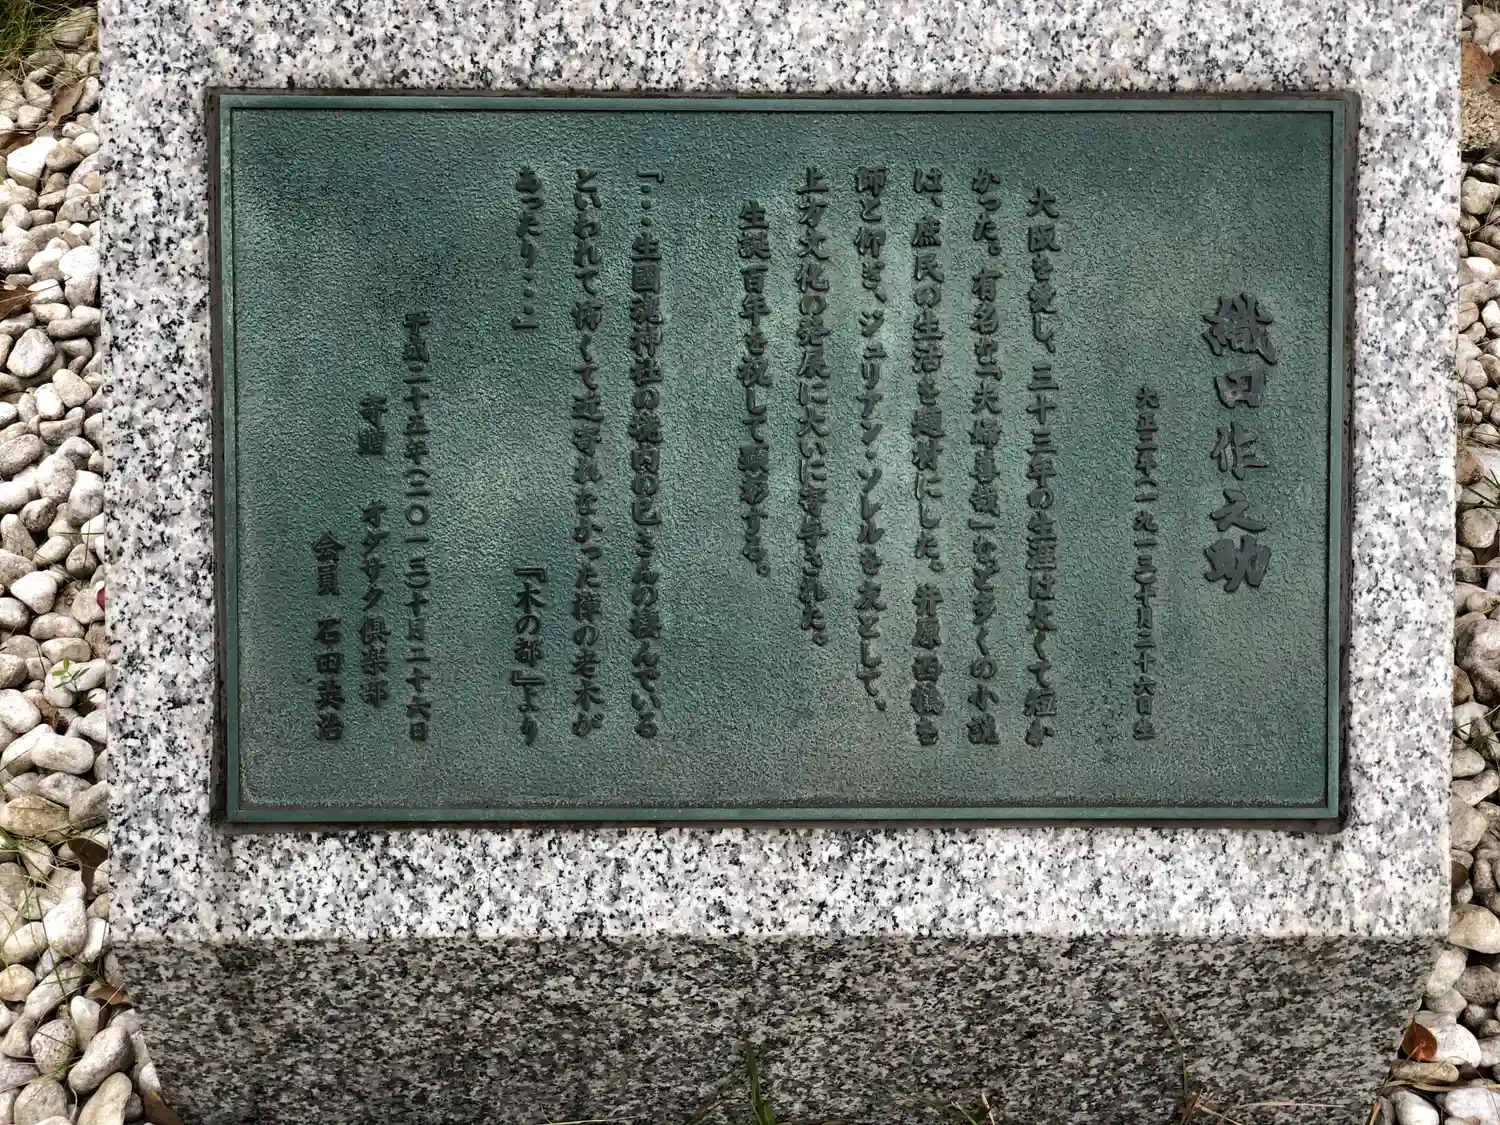 織田作之助
大正二年(一九一三)十月二十六日生
大阪を愛し、三十三年の生涯は太くて短か
かった。有名な「夫婦善哉」など多くの小説
は、庶民の生活を題材にした。井原西鶴を
師と仰ぎ、ジュリアン・ソレルを友として、
上方文化の発展に大いに寄与された。
生誕百年を祝して顕彰する。
「…生國魂神社の境内の巳さんの棲んでいる
といわれて怖くて近寄れなかった樟の老木が
あったり…」
『木の都』より
平成二十五年(二〇一三)十月二十六日
寄贈 オダサク倶楽部
会員 石田英治